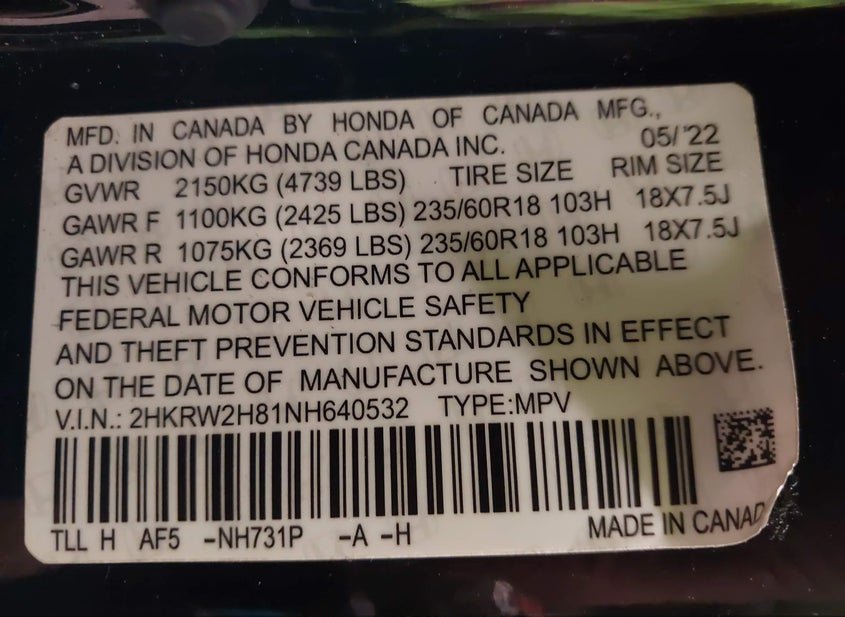 MFD. IN CANADA BY HONDA OF CANADA MFG.,
A DIVISION OF HONDA CANADA INC. 05/'22
GVWR 2150KG (4739 LBS) TIRE SIZE RIM SIZE
GAWR F 1100KG (2425 LBS) 235/60R18 103H 18X7.5J
GAWR R 1075KG (2369 LBS) 235/60R18 103H 18X7.5J
THIS VEHICLE CONFORMS TO ALL APPLICABLE
FEDERAL MOTOR VEHICLE SAFETY
AND THEFT PREVENTION STANDARDS IN EFFECT
ON THE DATE OF MANUFACTURE SHOWN ABOVE.
V.I.N.: 2HKRW2H81NH640532 TYPE:MPV
TLL H AF5 -NH731P -A -H MADE IN CANAD